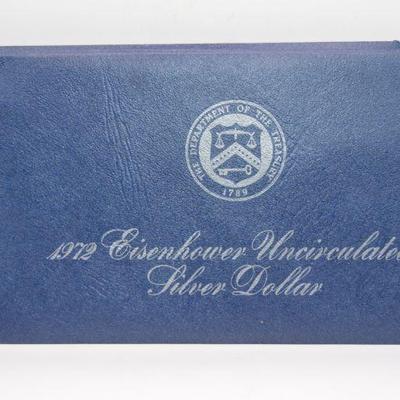 THE DEPARTMENT OF THE TREASURY
1789
1972 Eisenhower Uncirculated
Silver Dollar